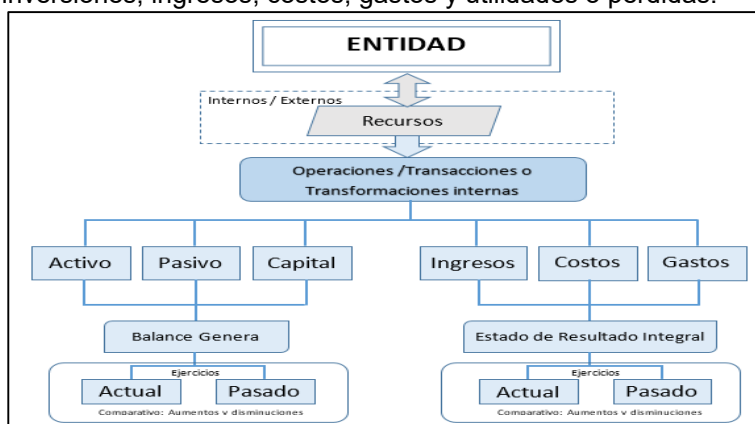 inversiones, ingresos, costos, gastos y utilidades o perdidas.
ENTIDAD
Internos / Externos
Recursos
Operaciones /Transacciones o
Transformaciones internas
Activo
Pasivo
Capital
Ingresos
Costos
Gastos
Balance Genera
Estado de Resultado Integral
Ejercicios
Actual
Pasado
Comparativo: Aumentos y disminuciones
Ejercicios
Actual
Pasado
Comparativo: Aumentos y disminuciones